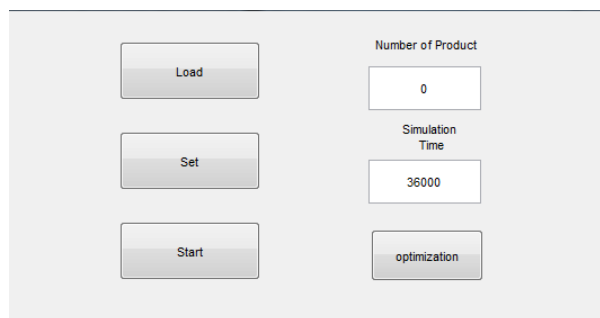 Load
Set
Start
Number of Product
0
Simulation
Time
36000
optimization